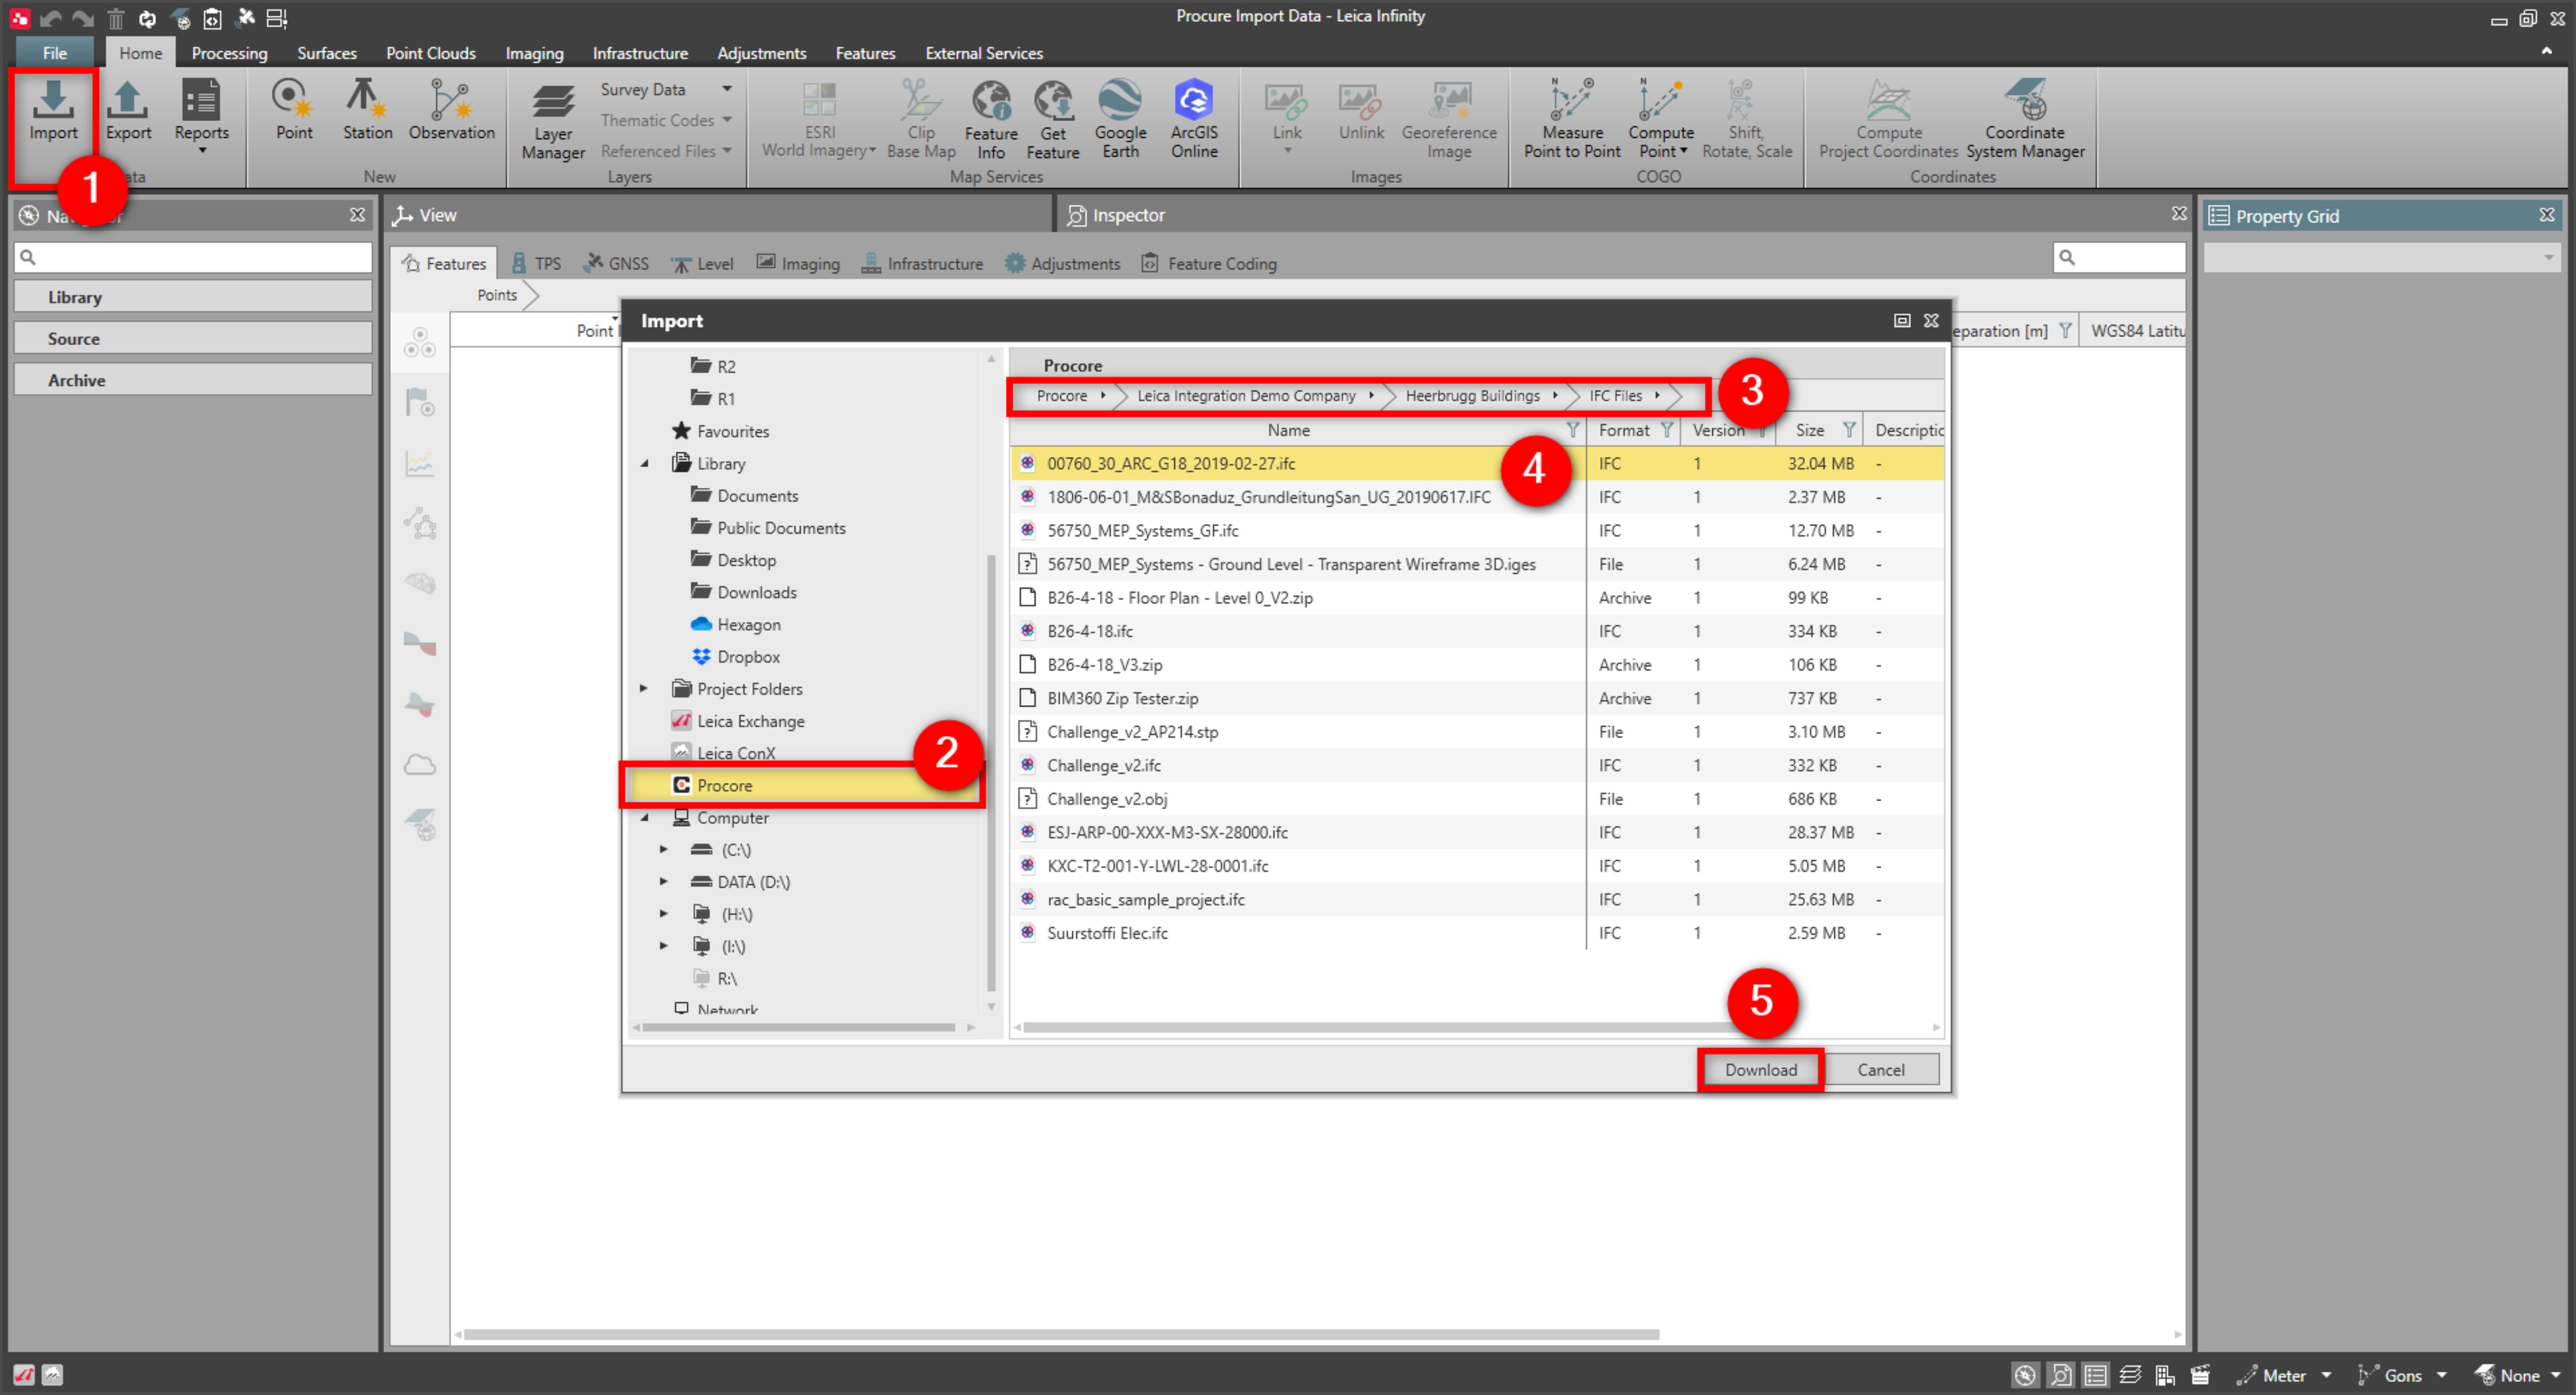 Procure Import Data - Leica Infinity
File Home Processing Surfaces Point Clouds Imaging Infrastructure Adjustments Features External Services
Import Export Reports
Point Station Observation
Layer Manager
Survey Data
Thematic Codes
Referenced Files
ESRI World Imagery
Clip Base Map
Feature Info
Get Feature
Google Earth
ArcGIS Online
Link Unlink
Georeference Image
Measure Point to Point
Compute Point
Shift, Rotate, Scale
Compute Project Coordinates
Coordinate System Manager
New Layers Map Services Images COGO Coordinates
1
View
Inspector
Property Grid
Library
Source
Archive
Features TPS GNSS Level Imaging Infrastructure Adjustments Feature Coding
Points
Point
eparation [m]
WGS84 Latitu
Import
R2
R1
Favourites
Library
Documents
Public Documents
Desktop
Downloads
Hexagon
Dropbox
Project Folders
Leica Exchange
Leica ConX
2
Procore
Computer
(C:\)
DATA (D:\)
(H:\)
(I:\)
R:\
Network
Procore
Procore Leica Integration Demo Company Heerbrugg Buildings IFC Files
3
Name Format Version Size Descriptic
4
00760_30_ARC_G18_2019-02-27.ifc IFC 1 32.04 MB -
1806-06-01_M&SBonaduz_GrundleitungSan_UG_20190617.IFC IFC 1 2.37 MB -
56750_MEP_Systems_GF.ifc IFC 1 12.70 MB -
56750_MEP_Systems - Ground Level - Transparent Wireframe 3D.iges File 1 6.24 MB -
B26-4-18 - Floor Plan - Level 0_V2.zip Archive 1 99 KB -
B26-4-18.ifc IFC 1 334 KB -
B26-4-18_V3.zip Archive 1 106 KB -
BIM360 Zip Tester.zip Archive 1 737 KB -
Challenge_v2_AP214.stp File 1 3.10 MB -
Challenge_v2.ifc IFC 1 332 KB -
Challenge_v2.obj File 1 686 KB -
ESJ-ARP-00-XXX-M3-SX-28000.ifc IFC 1 28.37 MB -
KXC-T2-001-Y-LWL-28-0001.ifc IFC 1 5.05 MB -
rac_basic_sample_project.ifc IFC 1 25.63 MB -
Suurstoffi Elec.ifc IFC 1 2.59 MB -
5
Download Cancel
Meter Gons None